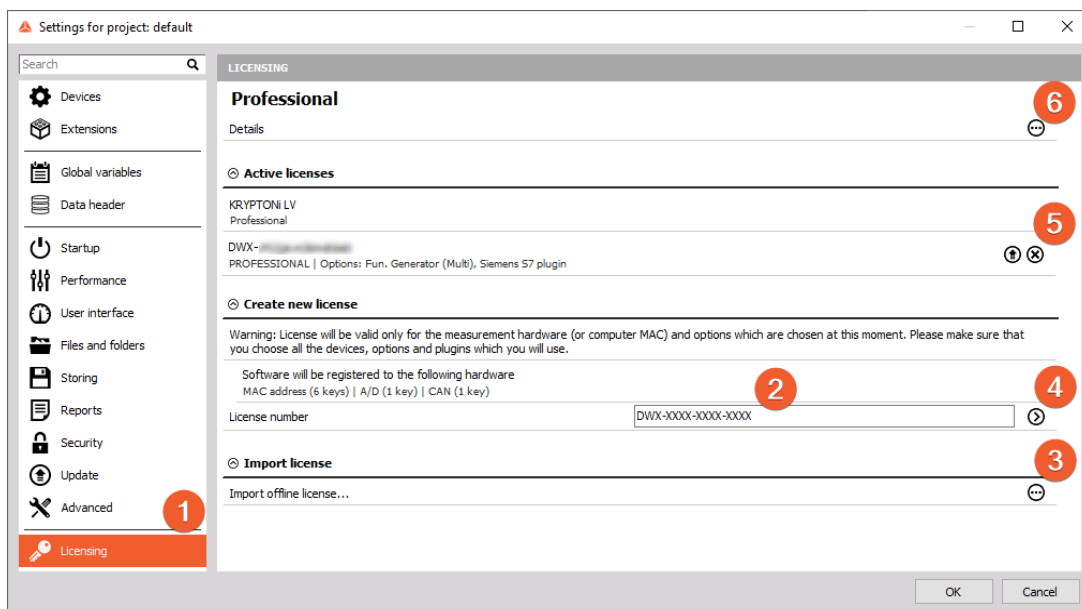 Settings for project: default
Search
LICENSING
Devices
Professional
6
Extensions
Details
Global variables
Active licenses
Data header
KRYPTONi LV
Professional
5
Startup
DWX-
PROFESSIONAL | Options: Fun. Generator (Multi), Siemens S7 plugin
Performance
Create new license
User interface
Warning: License will be valid only for the measurement hardware (or computer MAC) and options which are chosen at this moment. Please make sure that
you choose all the devices, options and plugins which you will use.
Files and folders
Storing
Software will be registered to the following hardware
MAC address (6 keys) | A/D (1 key) | CAN (1 key)
2
4
Reports
License number
DWX-XXXX-XXXX-XXXX
Security
Import license
3
Update
Import offline license...
Advanced
1
Licensing
OK
Cancel